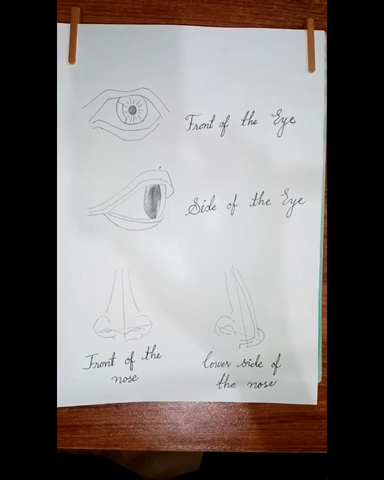 Front of the Eye
Side of the Eye
Front of the
nose
lower side of
the nose